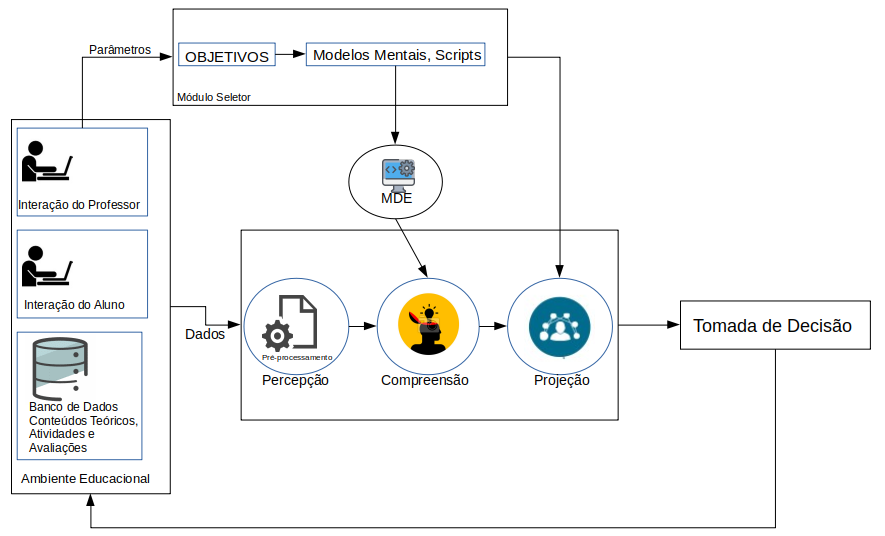 Parâmetros
OBJETIVOS
Modelos Mentais, Scripts
Módulo Seletor
Interação do Professor
MDE
Interação do Aluno
Dados
Pré-processamento
Percepção
Compreensão
Projeção
Tomada de Decisão
Banco de Dados
Conteúdos Teóricos,
Atividades e
Avaliações
Ambiente Educacional